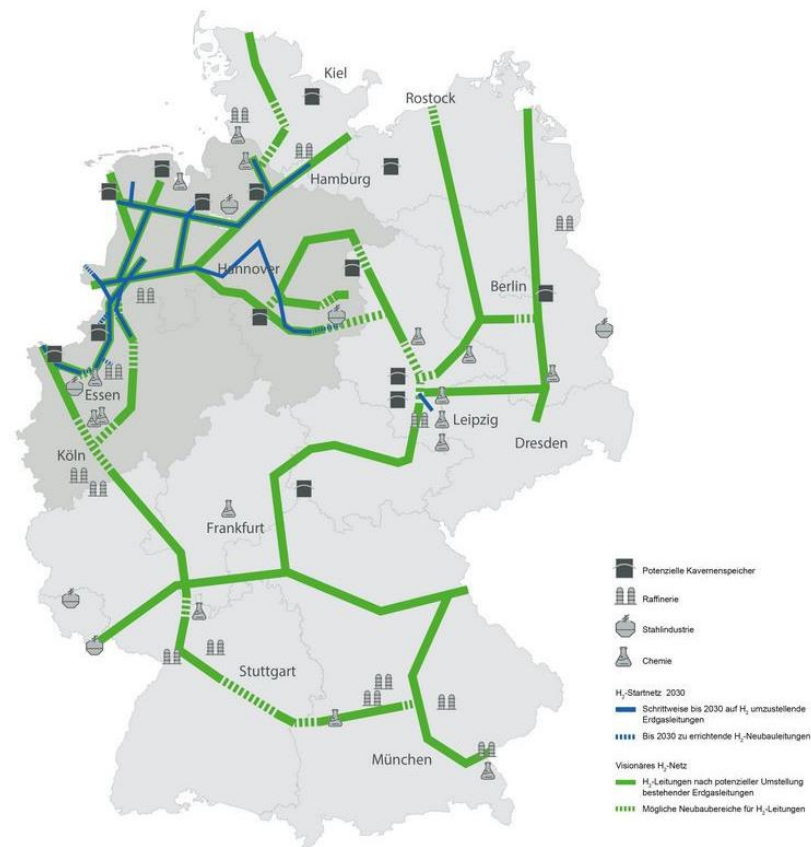 Kiel
Rostock
Hamburg
Hannover
Berlin
Essen
Leipzig
Köln
Dresden
Frankfurt
Stuttgart
München
Potenzielle Kavernenspeicher
Raffinerie
Stahlindustrie
Chemie
H₂-Startnetz 2030
Schrittweise bis 2030 auf H₂ umzustellende
Erdgasleitungen
Bis 2030 zu errichtende H₂-Neubauleitungen
Visionäres H₂-Netz
H₂-Leitungen nach potenzieller Umstellung
bestehender Erdgasleitungen
Mögliche Neubaubereiche für H₂-Leitungen